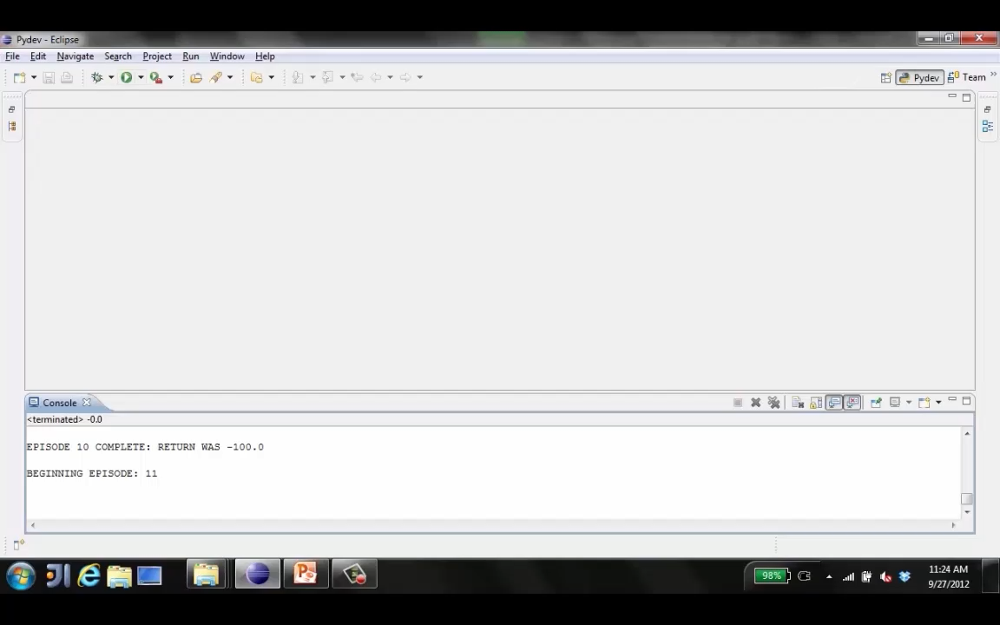 Pydev - Eclipse
File Edit Navigate Search Project Run Window Help
Pydev Team
Console
<terminated> -0.0
EPISODE 10 COMPLETE: RETURN WAS -100.0
BEGINNING EPISODE: 11
98%
11:24 AM
9/27/2012